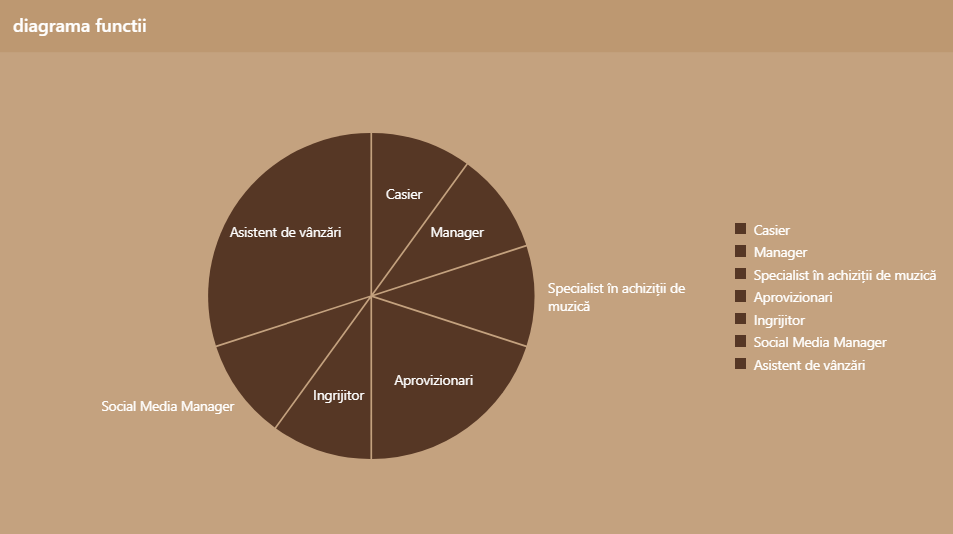 diagrama functii
Casier
Manager
Asistent de vânzări
Specialist în achiziții de
muzică
Aprovizionari
Ingrijitor
Social Media Manager
Casier
Manager
Specialist în achiziții de muzică
Aprovizionari
Ingrijitor
Social Media Manager
Asistent de vânzări